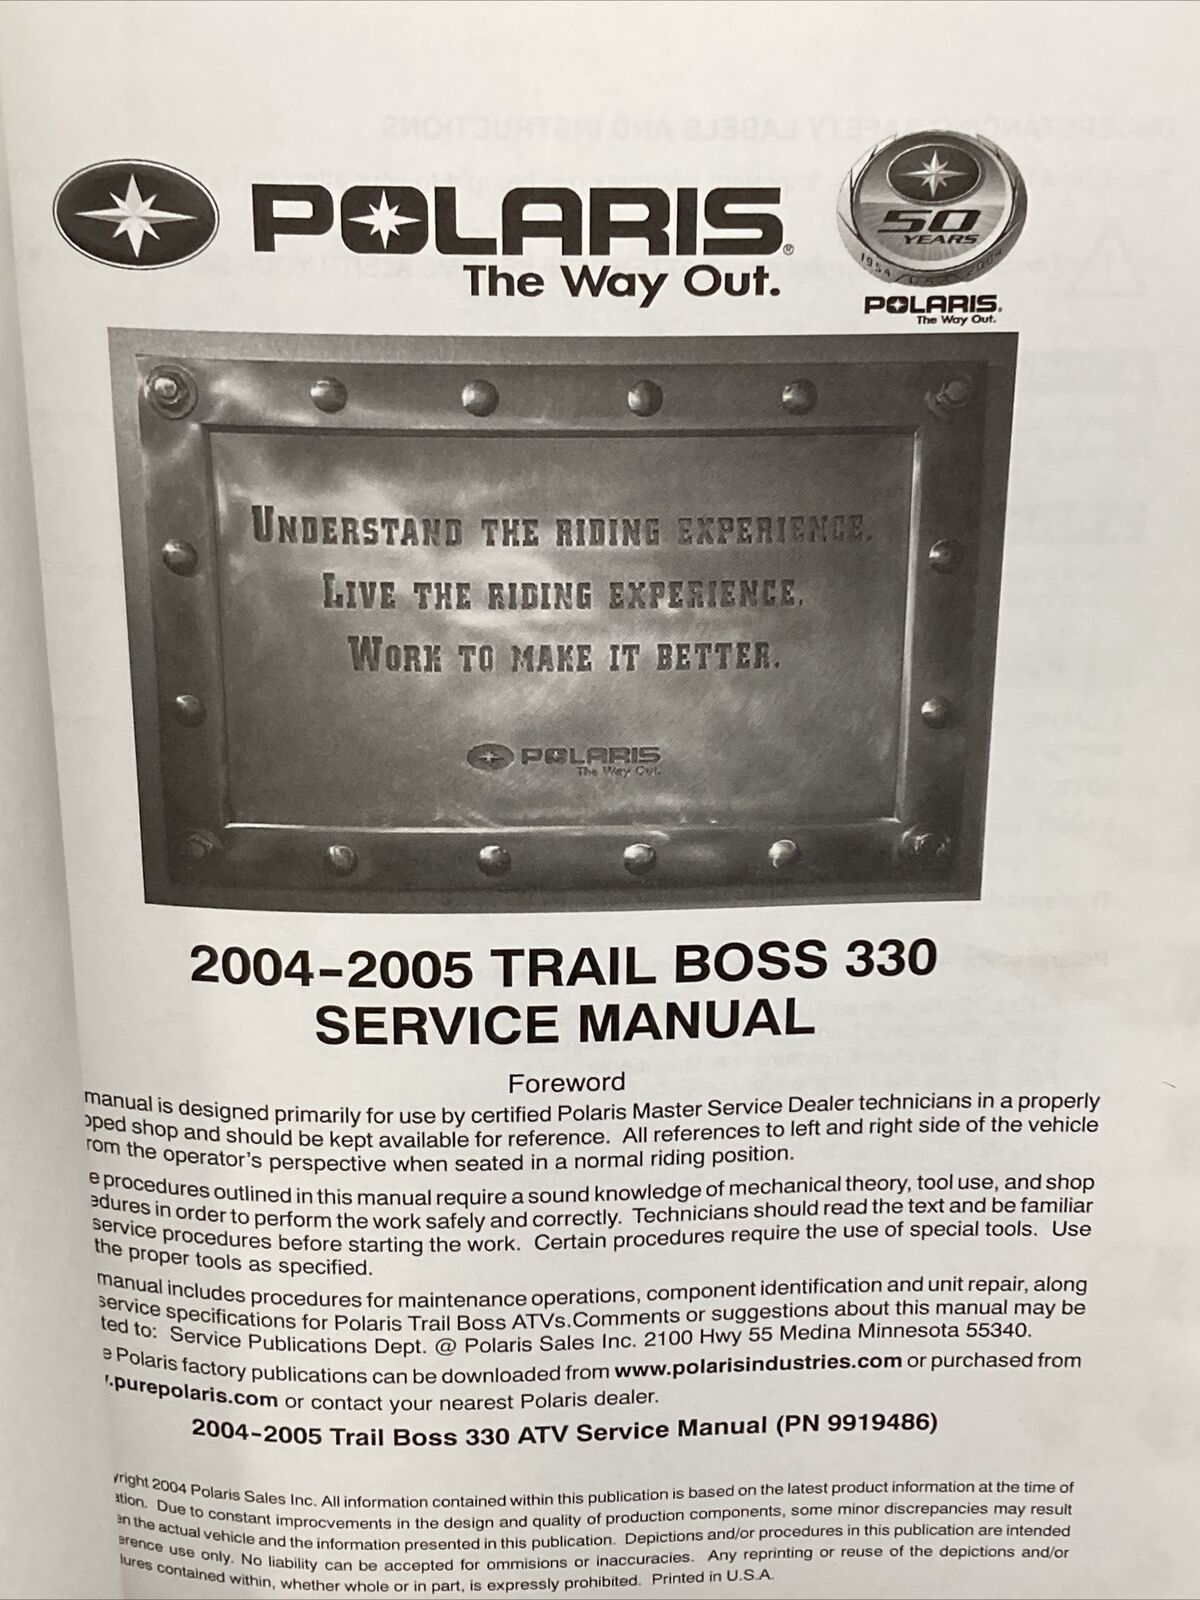 POLARIS®
The Way Out.
50
YEARS
1954 / USA / 2004
POLARIS.
The Way Out.
UNDERSTAND THE RIDING EXPERIENCE.
LIVE THE RIDING EXPERIENCE.
WORK TO MAKE IT BETTER.
POLARIS
The Way Out.
2004-2005 TRAIL BOSS 330
SERVICE MANUAL
Foreword
manual is designed primarily for use by certified Polaris Master Service Dealer technicians in a properly
pped shop and should be kept available for reference. All references to left and right side of the vehicle
rom the operator's perspective when seated in a normal riding position.
e procedures outlined in this manual require a sound knowledge of mechanical theory, tool use, and shop
edures in order to perform the work safely and correctly. Technicians should read the text and be familiar
service procedures before starting the work. Certain procedures require the use of special tools. Use
the proper tools as specified.
manual includes procedures for maintenance operations, component identification and unit repair, along
service specifications for Polaris Trail Boss ATVs.Comments or suggestions about this manual may be
ted to: Service Publications Dept. @ Polaris Sales Inc. 2100 Hwy 55 Medina Minnesota 55340.
e Polaris factory publications can be downloaded from www.polarisindustries.com or purchased from
.purepolaris.com or contact your nearest Polaris dealer.
2004-2005 Trail Boss 330 ATV Service Manual (PN 9919486)
yright 2004 Polaris Sales Inc. All information contained within this publication is based on the latest product information at the time of
ation. Due to constant improcvements in the design and quality of production components, some minor discrepancies may result
en the actual vehicle and the information presented in this publication. Depictions and/or procedures in this publication are intended
erence use only. No liability can be accepted for ommisions or inaccuracies. Any reprinting or reuse of the depictions and/or
lures contained within, whether whole or in part, is expressly prohibited. Printed in U.S.A.